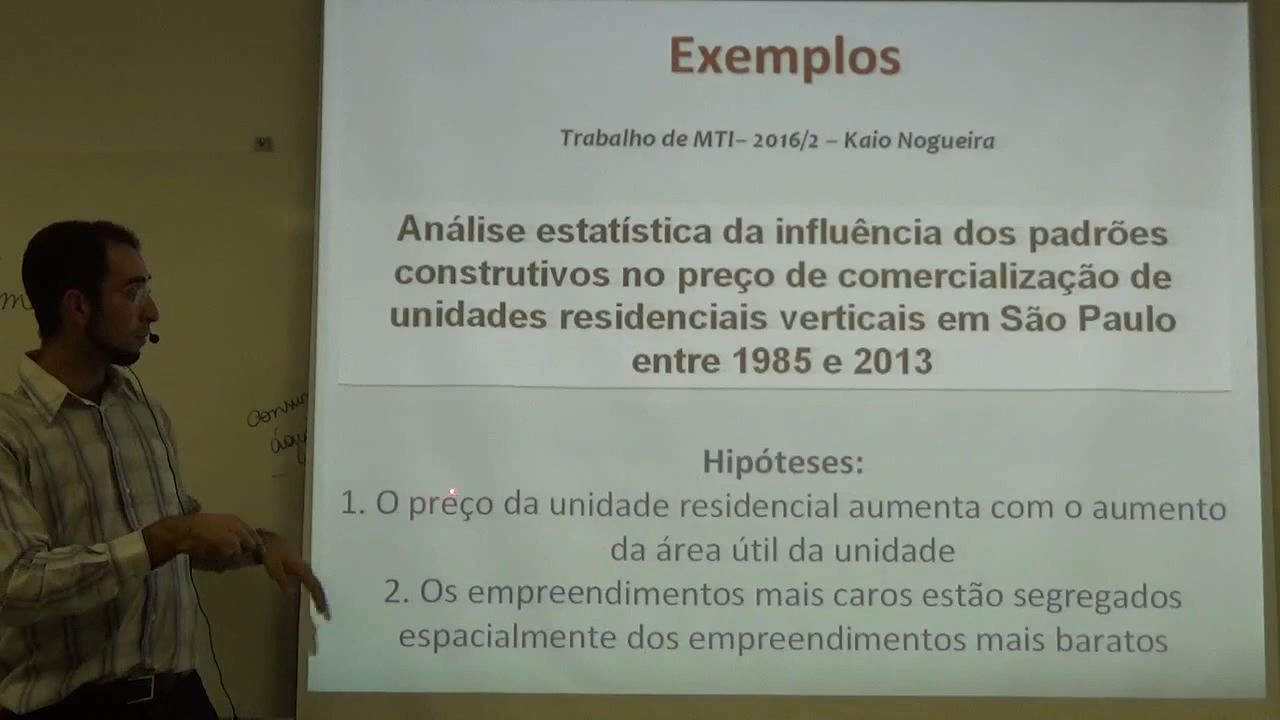 Exemplos
Trabalho de MTI– 2016/2 – Kaio Nogueira
Análise estatística da influência dos padrões
construtivos no preço de comercialização de
unidades residenciais verticais em São Paulo
entre 1985 e 2013
Hipóteses:
1. O preço da unidade residencial aumenta com o aumento
da área útil da unidade
2. Os empreendimentos mais caros estão segregados
espacialmente dos empreendimentos mais baratos